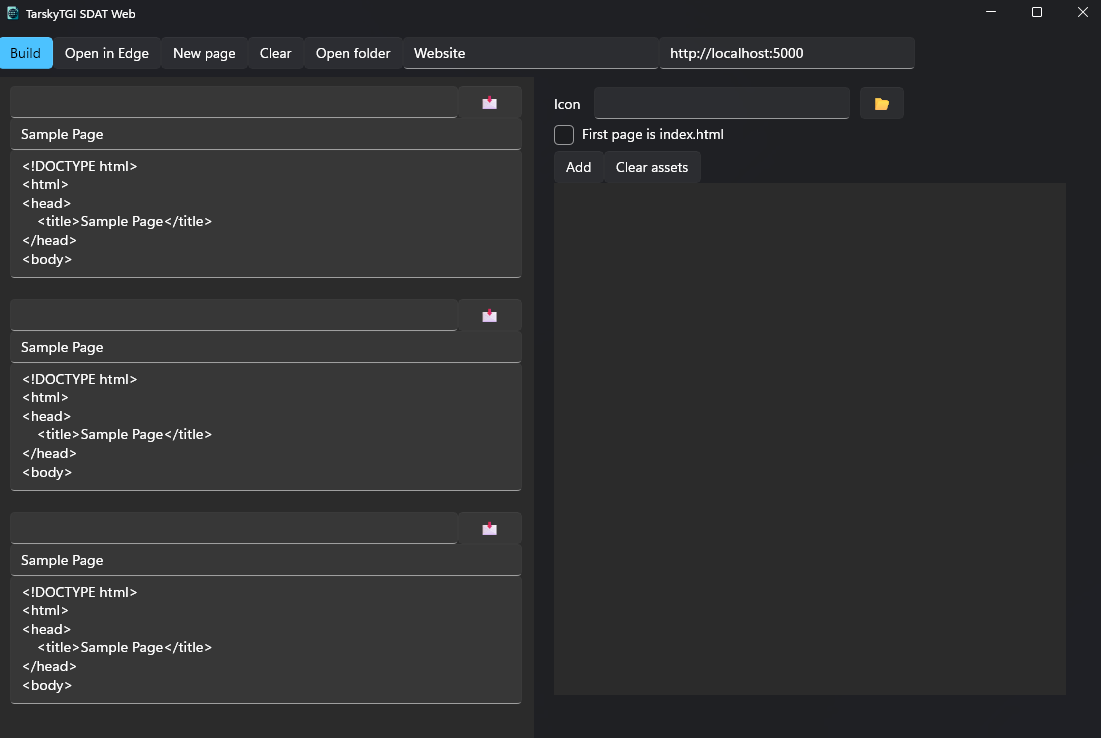 TarskyTGI SDAT Web
Build Open in Edge New page Clear Open folder Website http://localhost:5000
Sample Page
<!DOCTYPE html>
<html>
<head>
    <title>Sample Page</title>
</head>
<body>
Sample Page
<!DOCTYPE html>
<html>
<head>
    <title>Sample Page</title>
</head>
<body>
Sample Page
<!DOCTYPE html>
<html>
<head>
    <title>Sample Page</title>
</head>
<body>
Icon
First page is index.html
Add Clear assets